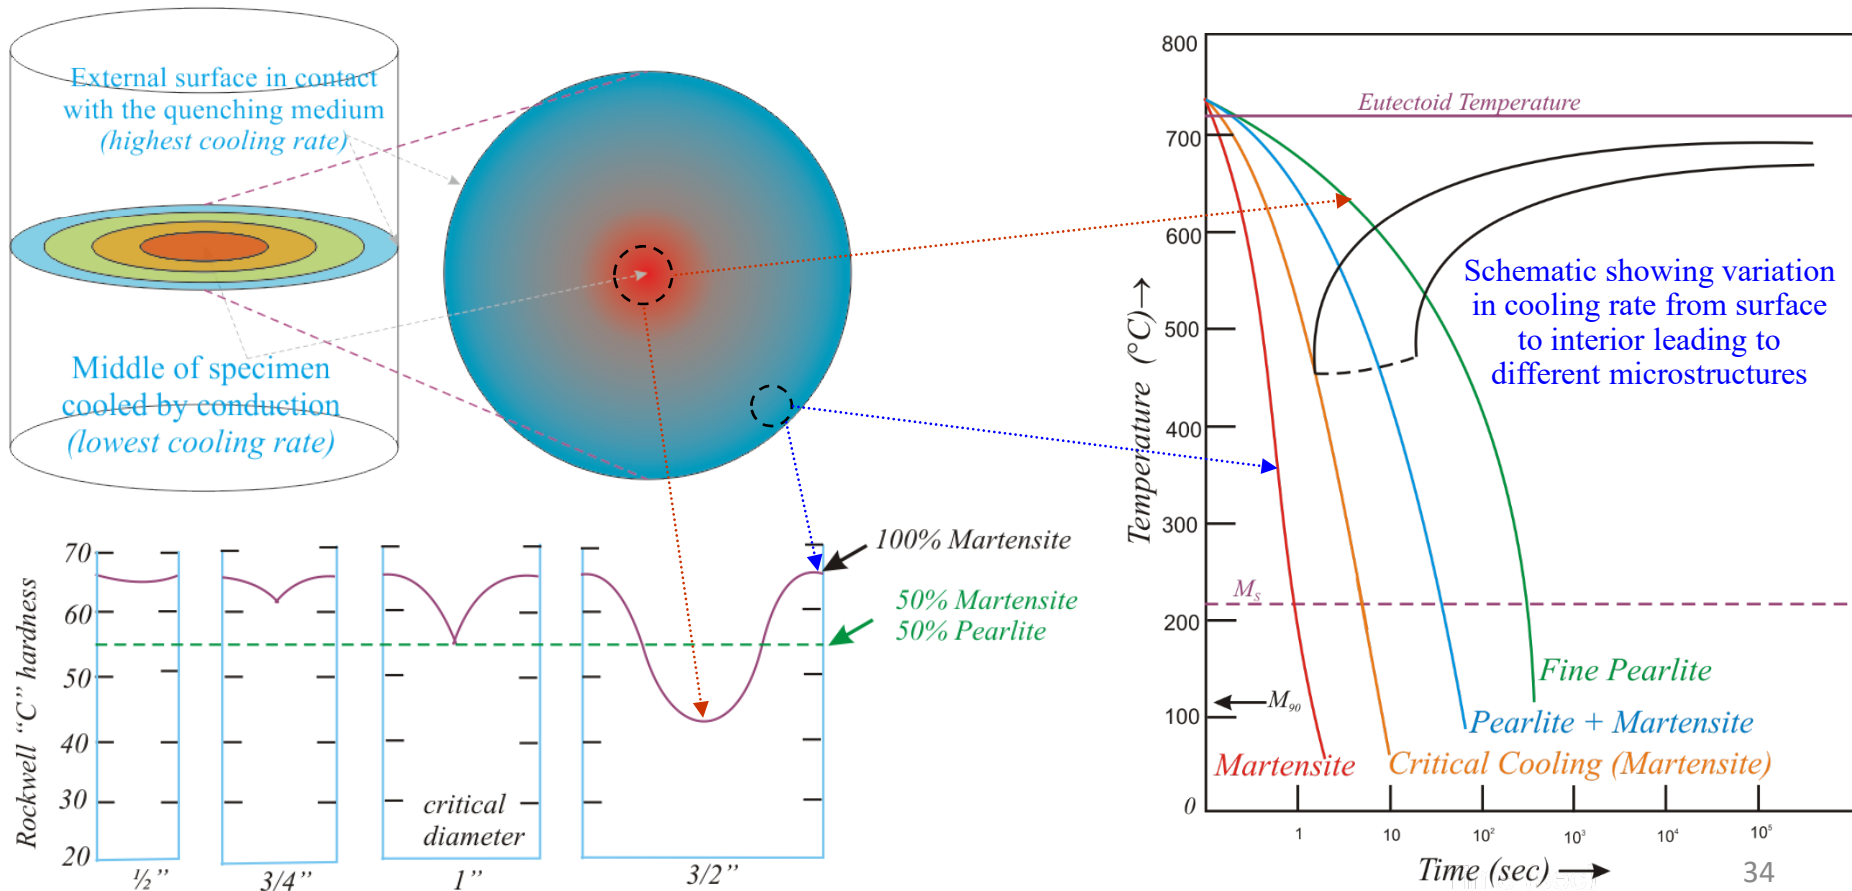 External surface in contact
with the quenching medium
(highest cooling rate)
Middle of specimen
cooled by conduction
(lowest cooling rate)
Rockwell “C” hardness
70
60
50
40
30
20
½”
3/4”
1”
3/2”
critical
diameter
100% Martensite
50% Martensite
50% Pearlite
Temperature (°C)→
800
700
600
500
400
300
200
100
0
Eutectoid Temperature
Schematic showing variation
in cooling rate from surface
to interior leading to
different microstructures
Ms
M90
Fine Pearlite
Pearlite + Martensite
Martensite
Critical Cooling (Martensite)
1
10
10²
10³
10⁴
10⁵
Time (sec) →
34